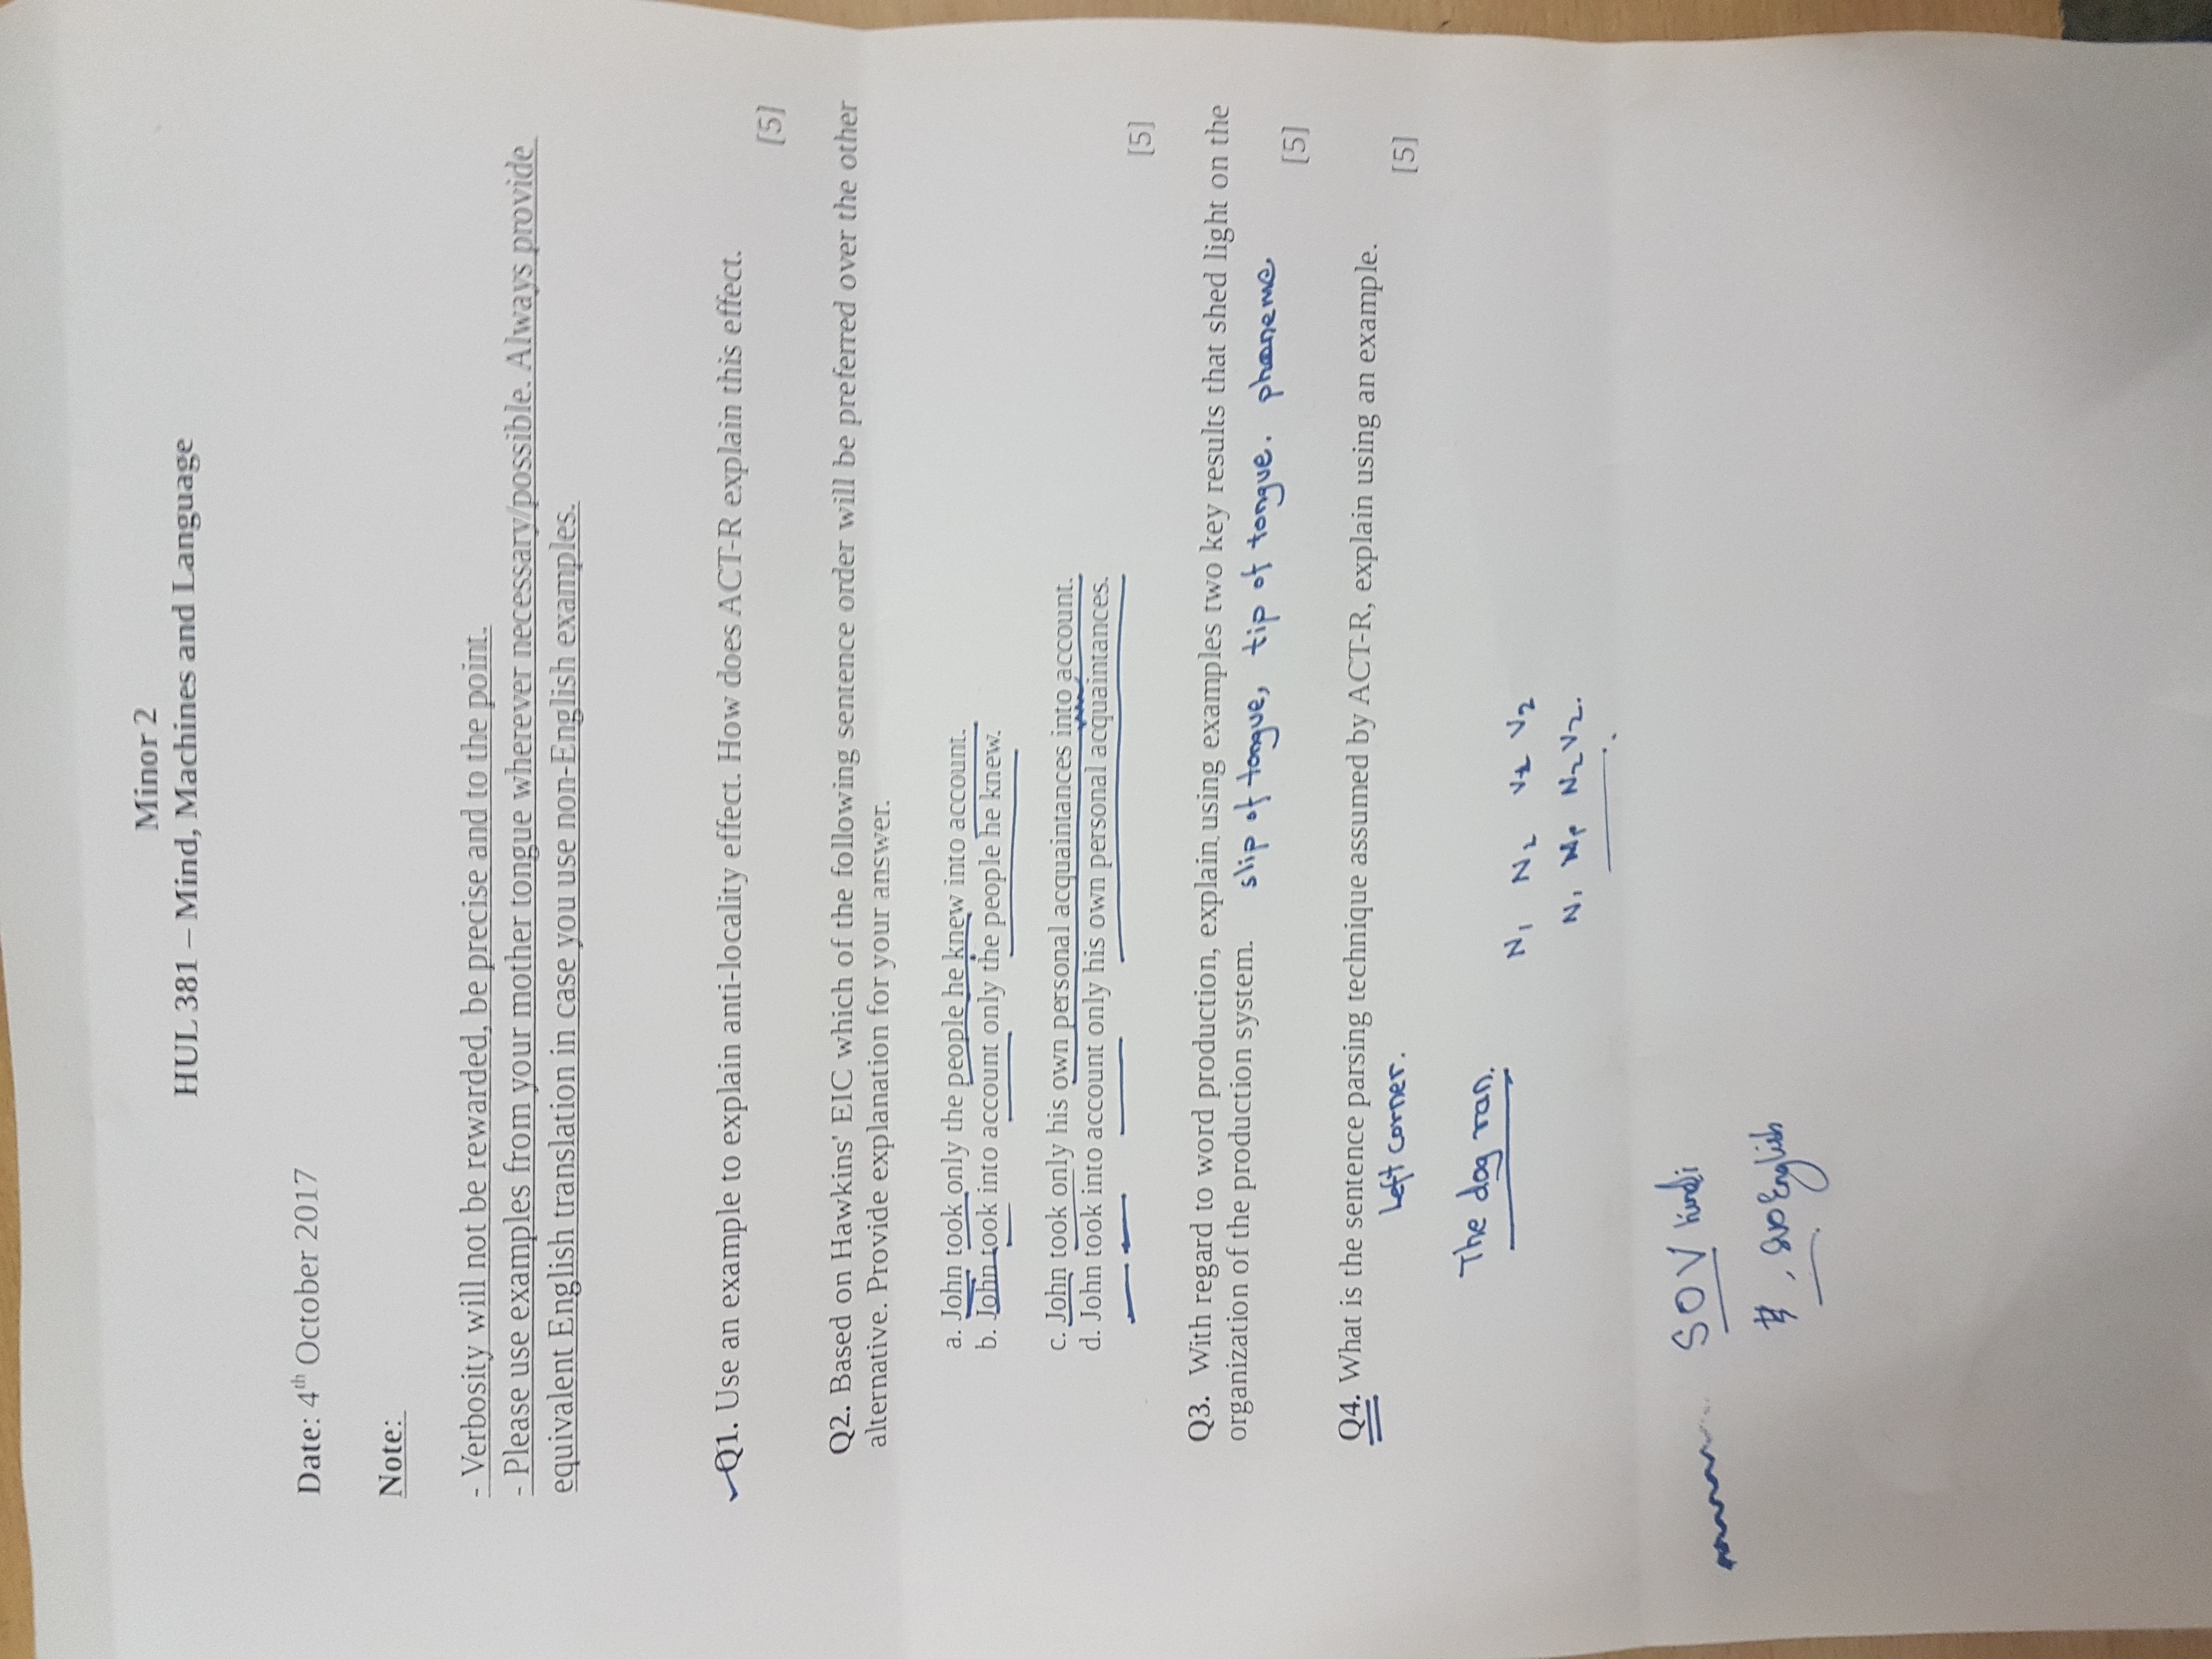 Minor 2
HUL 381 – Mind, Machines and Language
Date: 4th October 2017
Note:
- Verbosity will not be rewarded, be precise and to the point.
- Please use examples from your mother tongue wherever necessary/possible. Always provide
equivalent English translation in case you use non-English examples.
Q1. Use an example to explain anti-locality effect. How does ACT-R explain this effect.
[5]
Q2. Based on Hawkins' EIC which of the following sentence order will be preferred over the other
alternative. Provide explanation for your answer.
a. John took only the people he knew into account.
b. John took into account only the people he knew.
c. John took only his own personal acquaintances into account.
d. John took into account only his own personal acquaintances.
[5]
Q3. With regard to word production, explain using examples two key results that shed light on the
organization of the production system. slip of tongue, tip of tongue. phoneme
[5]
Q4. What is the sentence parsing technique assumed by ACT-R, explain using an example.
Left corner.
[5]
The dog ran.
N1 N2 V2
N1 N2 V2.
SOV hindi
, SVO English